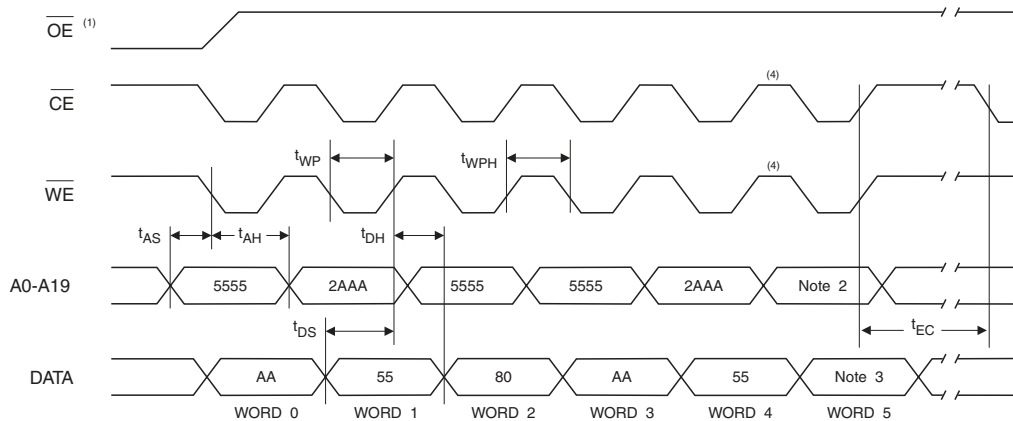 OE (1)
CE (4)
tWP tWPH
WE (4)
tAS tAH tDH
A0-A19 5555 2AAA 5555 5555 2AAA Note 2
tDS tEC
DATA AA 55 80 AA 55 Note 3
WORD 0 WORD 1 WORD 2 WORD 3 WORD 4 WORD 5